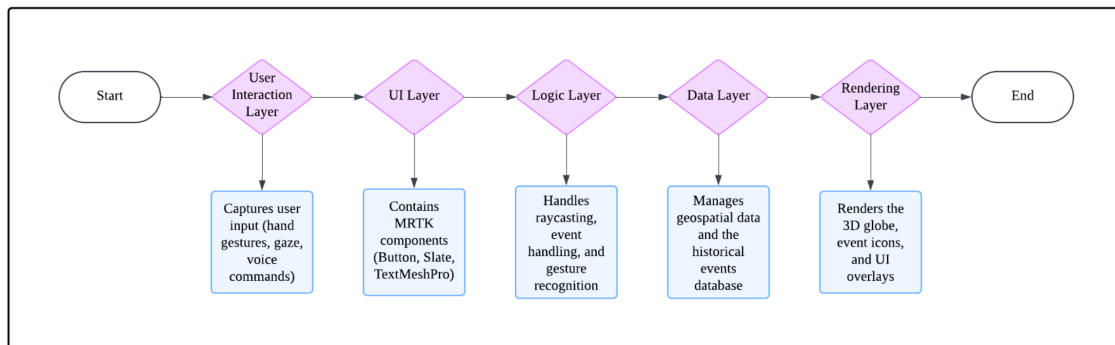 Start
User
Interaction
Layer
UI Layer
Logic Layer
Data Layer
Rendering
Layer
End
Captures user
input (hand
gestures, gaze,
voice
commands)
Contains
MRTK
components
(Button, Slate,
TextMeshPro)
Handles
raycasting,
event
handling, and
gesture
recognition
Manages
geospatial data
and the
historical
events
database
Renders the
3D globe,
event icons,
and UI
overlays